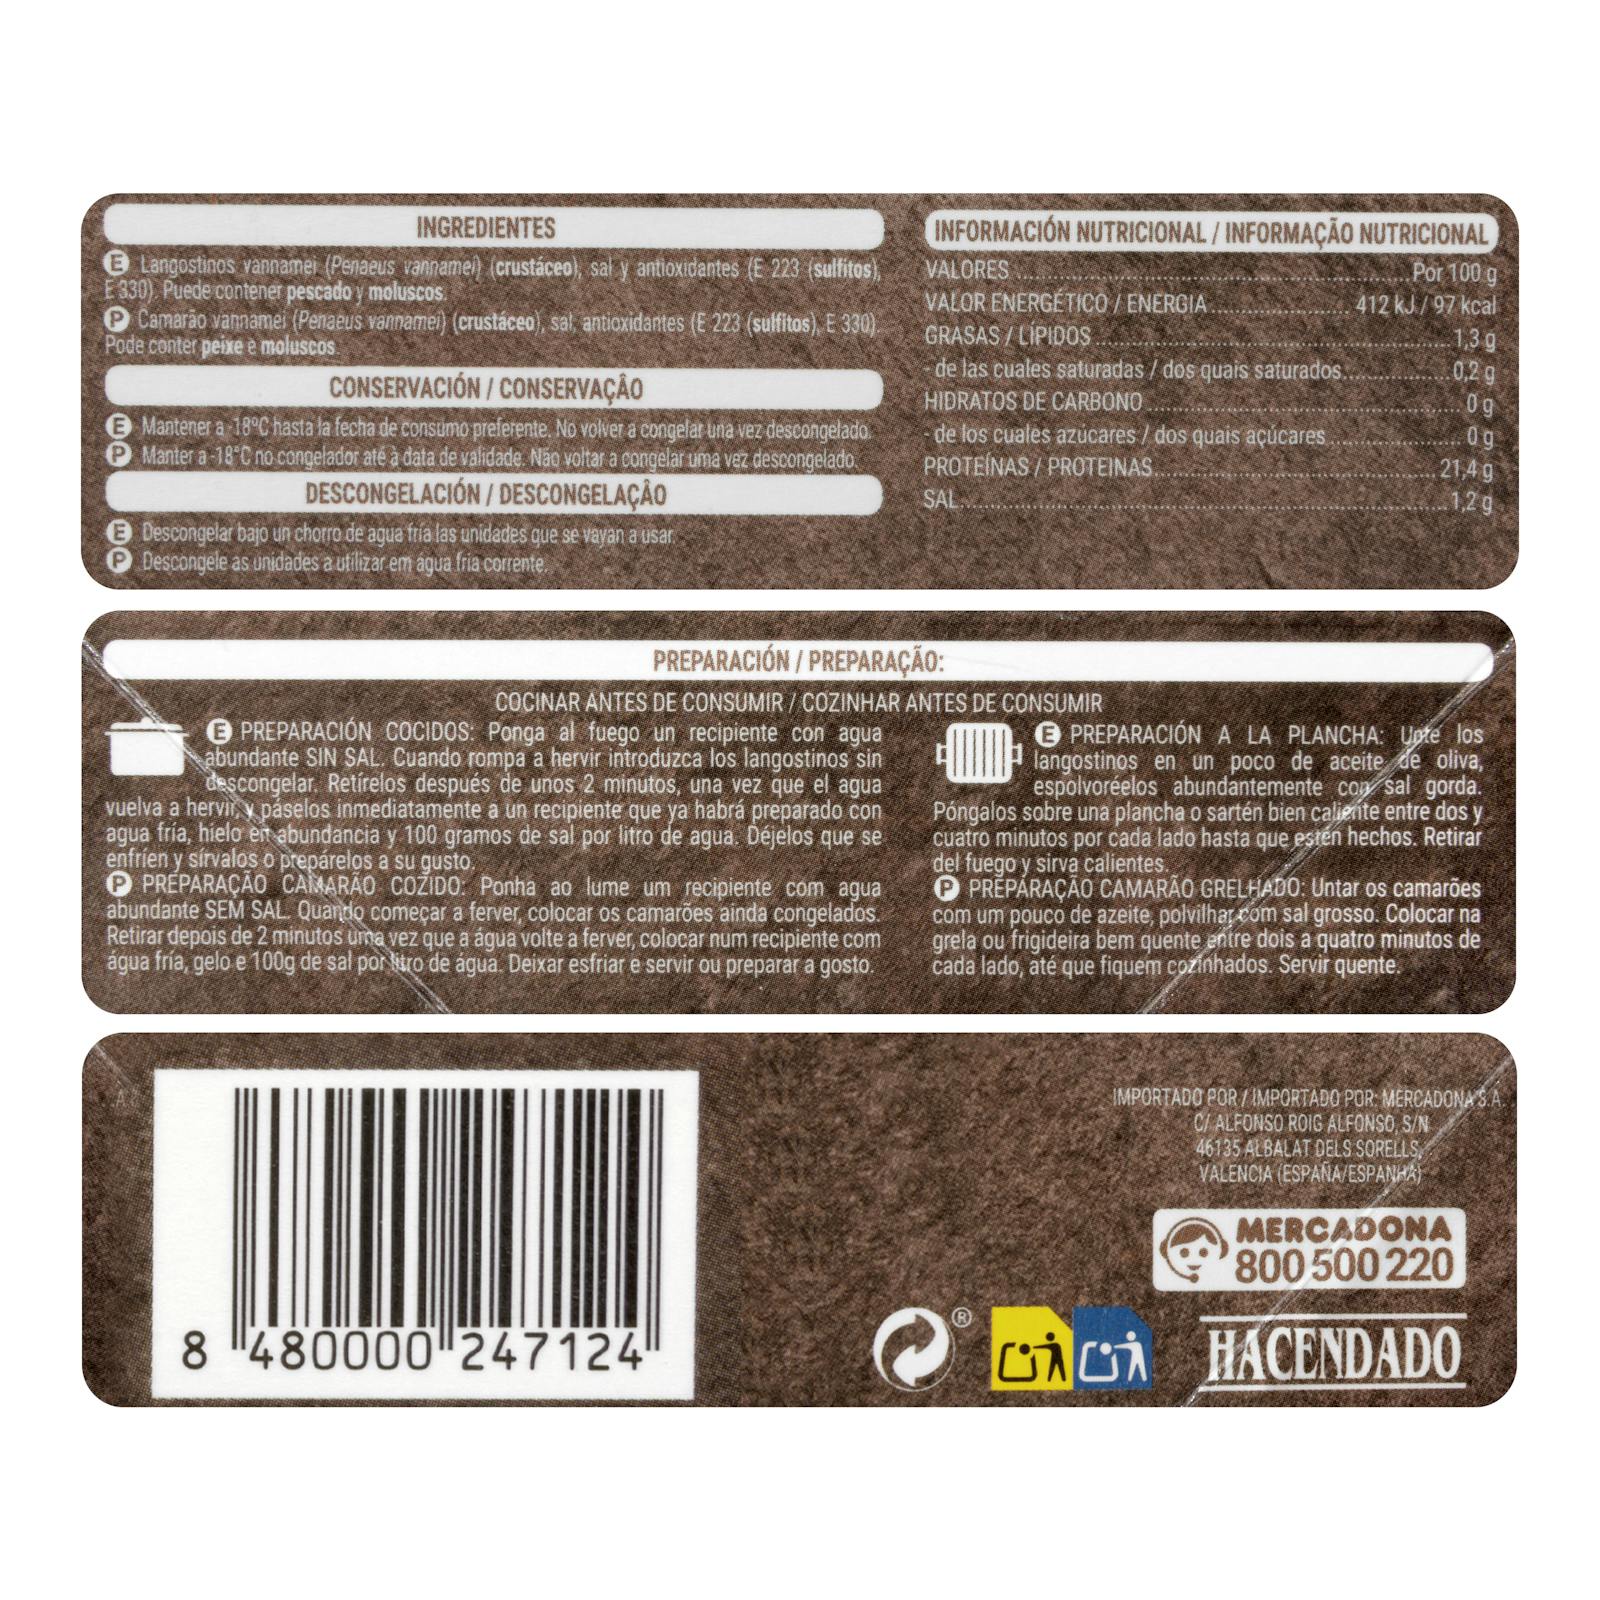 INGREDIENTES
E Langostinos vannamei (Penaeus vannamei) (crustáceo), sal y antioxidantes (E 223 (sulfitos),
E 330). Puede contener pescado y moluscos.
P Camarão vannamei (Penaeus vannamei) (crustáceo), sal, antioxidantes (E 223 (sulfitos), E 330).
Pode conter peixe e moluscos.
CONSERVACIÓN / CONSERVAÇÂO
E Mantener a -18°C hasta la fecha de consumo preferente. No volver a congelar una vez descongelado.
P Manter a -18°C no congelador até à data de validade. Não voltar a congelar uma vez descongelado.
DESCONGELACIÓN / DESCONGELAÇÂO
E Descongelar bajo un chorro de agua fría las unidades que se vayan a usar.
P Descongele as unidades a utilizar em água fria corrente.
INFORMACIÓN NUTRICIONAL / INFORMAÇÃO NUTRICIONAL
VALORES Por 100 g
VALOR ENERGÉTICO / ENERGIA 412 kJ / 97 kcal
GRASAS / LÍPIDOS 1,3 g
- de las cuales saturadas / dos quais saturados 0,2 g
HIDRATOS DE CARBONO 0 g
- de los cuales azúcares / dos quais açúcares 0 g
PROTEÍNAS / PROTEINAS 21,4 g
SAL 1,2 g
PREPARACIÓN / PREPARAÇÃO:
COCINAR ANTES DE CONSUMIR / COZINHAR ANTES DE CONSUMIR
E PREPARACIÓN COCIDOS: Ponga al fuego un recipiente con agua
abundante SIN SAL. Cuando rompa a hervir introduzca los langostinos sin
descongelar. Retírelos después de unos 2 minutos, una vez que el agua
vuelva a hervir, y páselos inmediatamente a un recipiente que ya habrá preparado con
agua fría, hielo en abundancia y 100 gramos de sal por litro de agua. Déjelos que se
enfríen y sírvalos o prepárelos a su gusto.
P PREPARAÇÃO CAMARÃO COZIDO: Ponha ao lume um recipiente com agua
abundante SEM SAL. Quando começar a ferver, colocar os camarões ainda congelados.
Retirar depois de 2 minutos uma vez que a água volte a ferver, colocar num recipiente com
água fria, gelo e 100g de sal por litro de água. Deixar esfriar e servir ou preparar a gosto.
E PREPARACIÓN A LA PLANCHA: Unte los
langostinos en un poco de aceite de oliva,
espolvoréelos abundantemente con sal gorda.
Póngalos sobre una plancha o sartén bien caliente entre dos y
cuatro minutos por cada lado hasta que estén hechos. Retirar
del fuego y sirva calientes.
P PREPARAÇÃO CAMARÃO GRELHADO: Untar os camarões
com um pouco de azeite, polvilhar com sal grosso. Colocar na
grela ou frigideira bem quente entre dois a quatro minutos de
cada lado, até que fiquem cozinhados. Servir quente.
8 480000 247124
IMPORTADO POR / IMPORTADO POR: MERCADONA S.A.
C/ ALFONSO ROIG ALFONSO, S/N
46135 ALBALAT DELS SORELLS,
VALENCIA (ESPAÑA/ESPANHA)
MERCADONA
800 500 220
®
HACENDADO